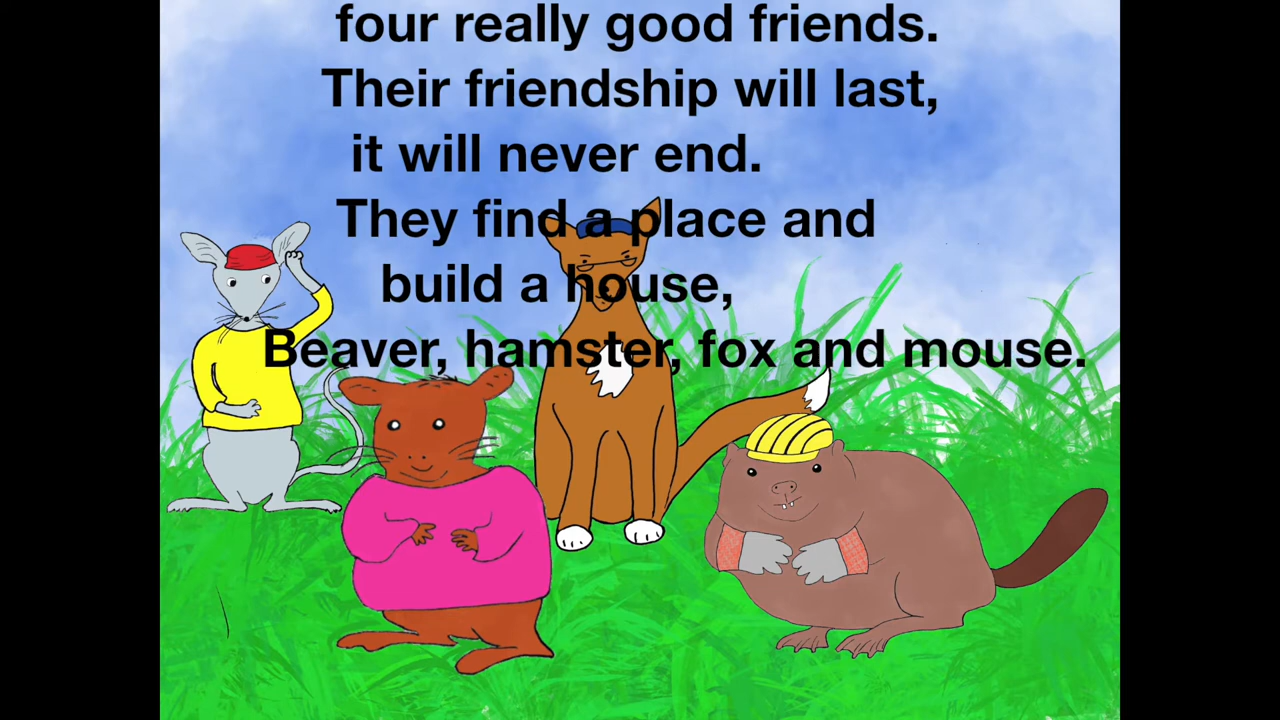 four really good friends.
Their friendship will last,
it will never end.
They find a place and
build a house,
Beaver, hamster, fox and mouse.